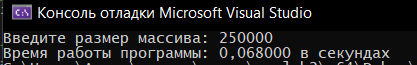 Консоль отладки Microsoft Visual Studio
Введите размер массива: 250000
Время работы программы: 0,068000 в секундах